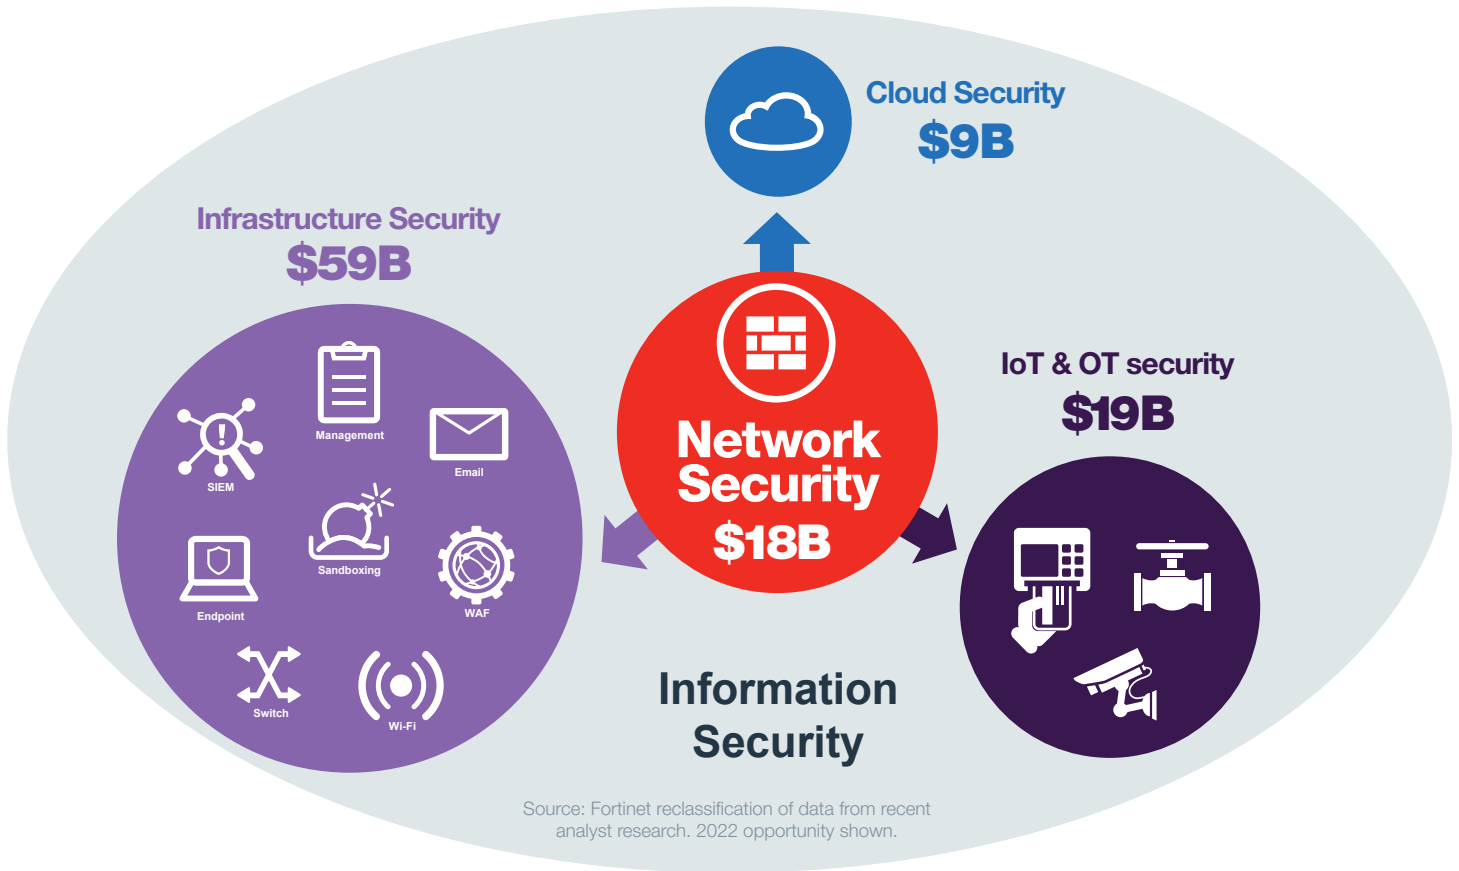 Cloud Security
$9B
Infrastructure Security
$59B
Management
SIEM
Email
Sandboxing
Endpoint
WAF
Switch
Wi-Fi
Network
Security
$18B
IoT & OT security
$19B
Information
Security
Source: Fortinet reclassification of data from recent
analyst research. 2022 opportunity shown.